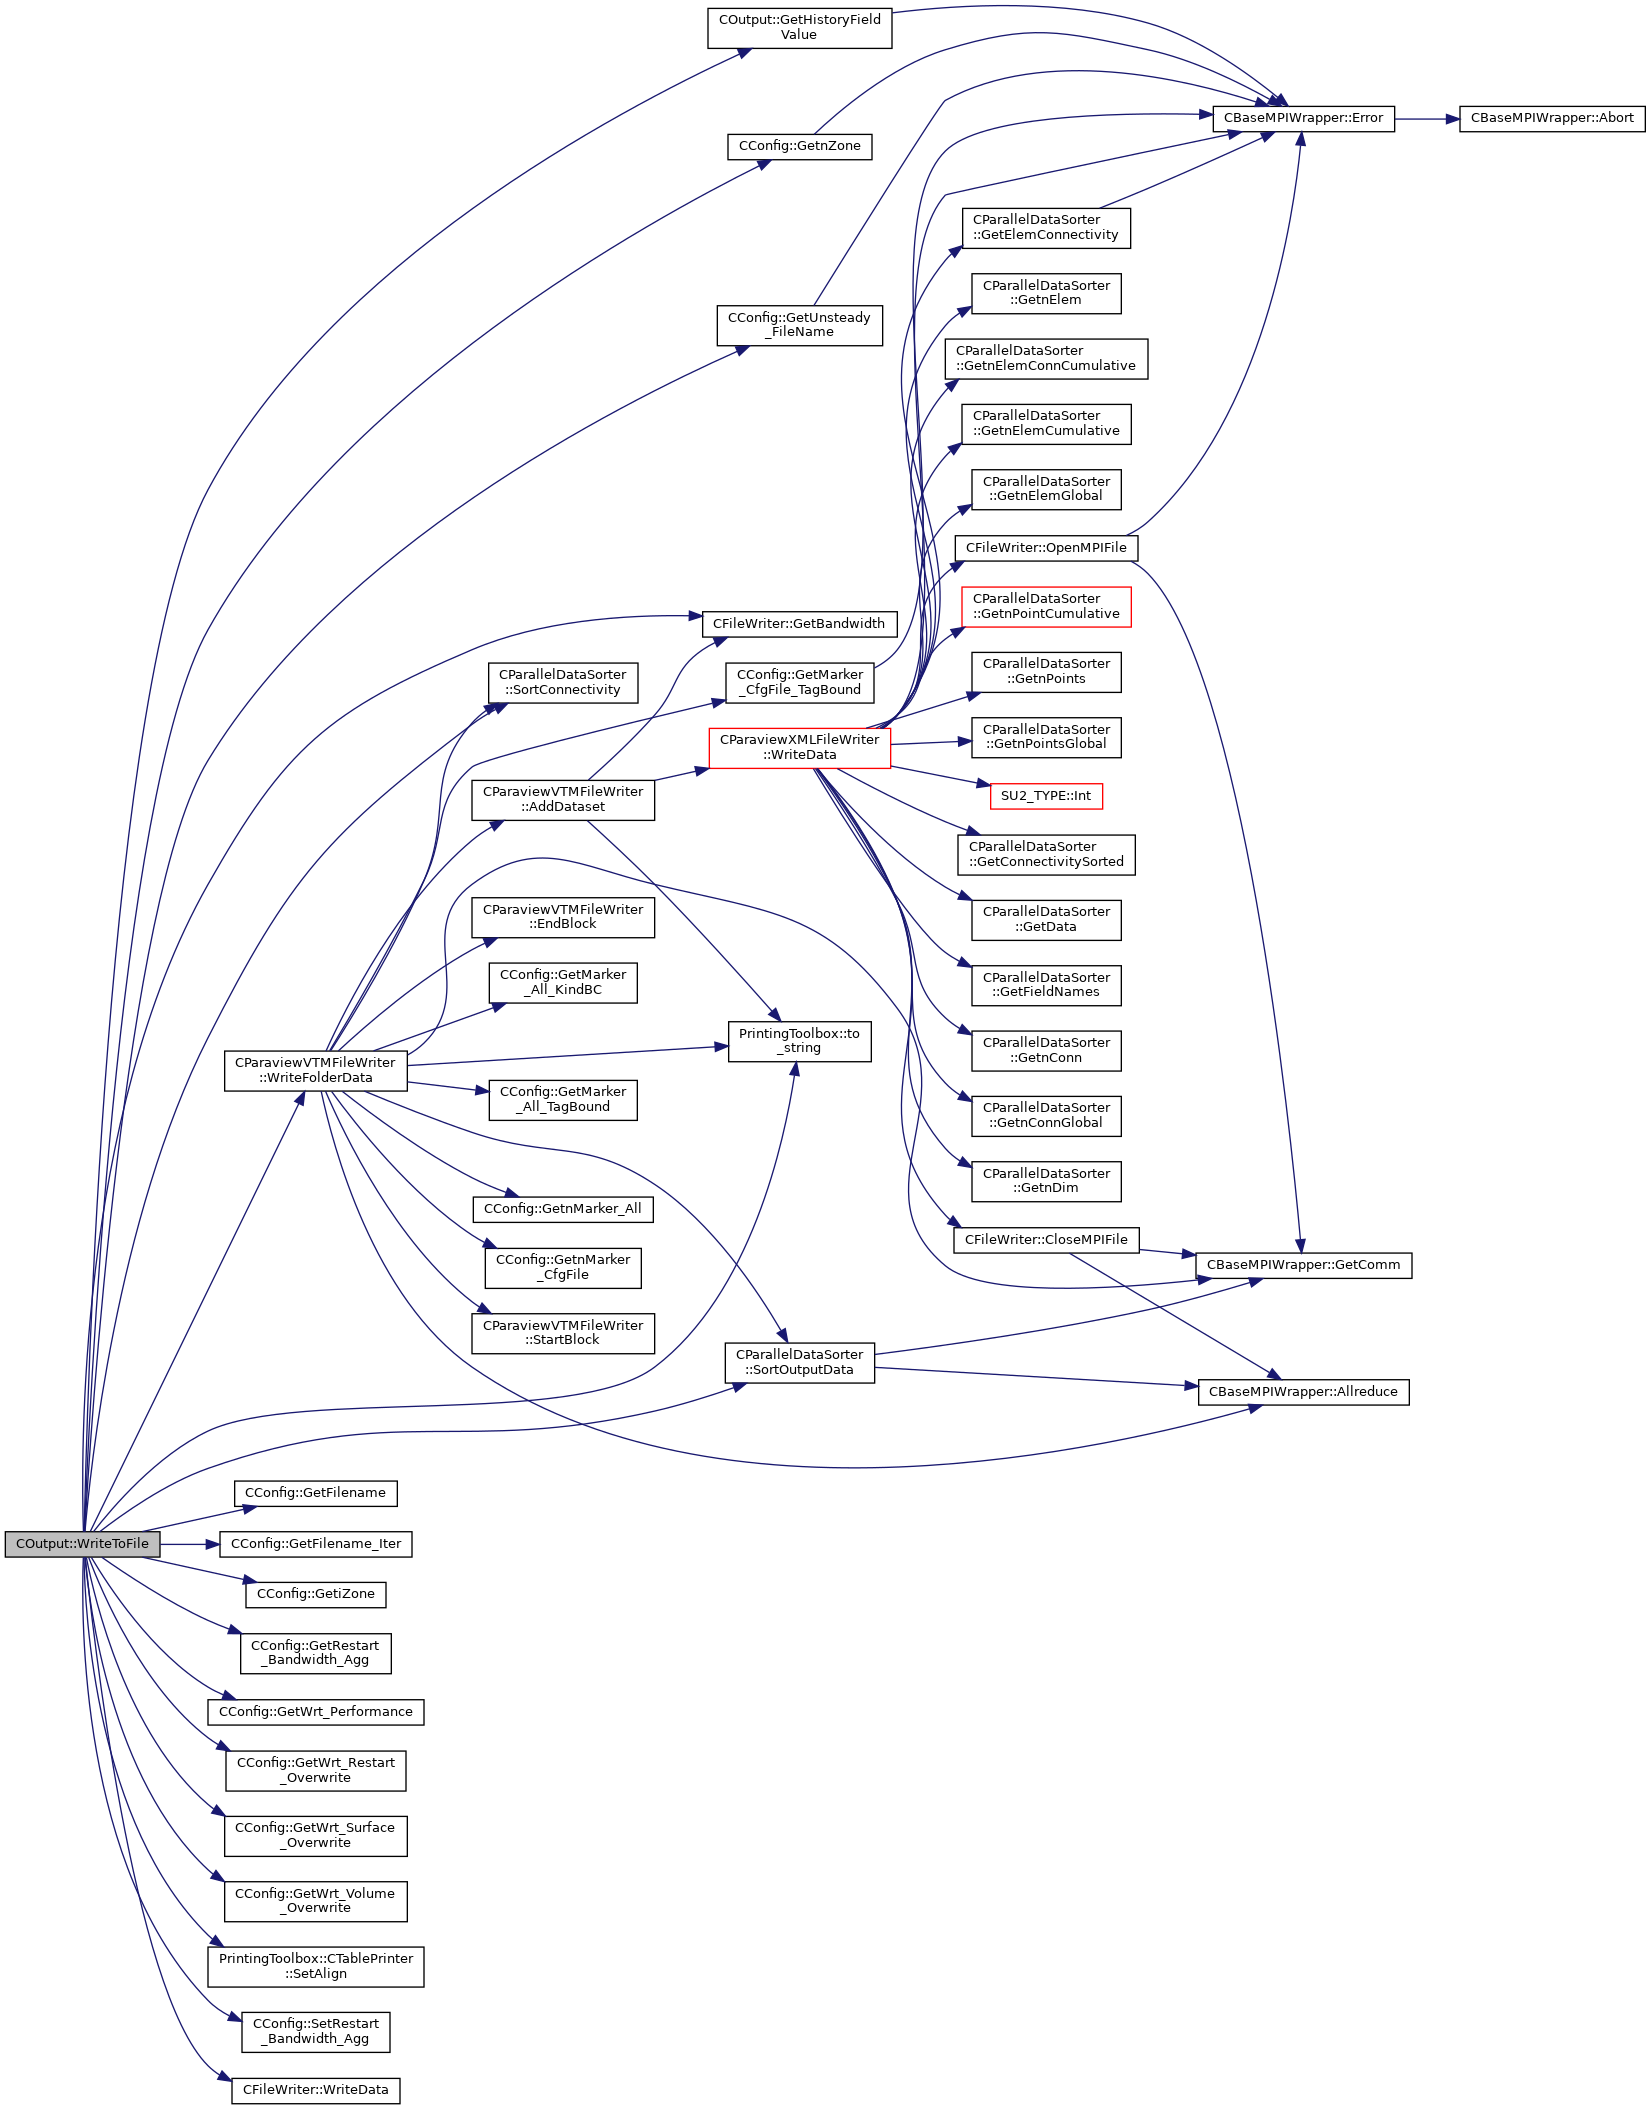 COutput::GetHistoryField
Value
CBaseMPIWrapper::Error
CBaseMPIWrapper::Abort
CConfig::GetnZone
CParallelDataSorter
::GetElemConnectivity
CParallelDataSorter
::GetnElem
CConfig::GetUnsteady
_FileName
CParallelDataSorter
::GetnElemConnCumulative
CParallelDataSorter
::GetnElemCumulative
CParallelDataSorter
::GetnElemGlobal
CFileWriter::OpenMPIFile
CParallelDataSorter
::GetnPointCumulative
CFileWriter::GetBandwidth
CParallelDataSorter
::SortConnectivity
CConfig::GetMarker
_CfgFile_TagBound
CParallelDataSorter
::GetnPoints
CParaviewXMLFileWriter
::WriteData
CParallelDataSorter
::GetnPointsGlobal
CParaviewVTMFileWriter
::AddDataset
SU2_TYPE::Int
CParallelDataSorter
::GetConnectivitySorted
CParaviewVTMFileWriter
::EndBlock
CParallelDataSorter
::GetData
CConfig::GetMarker
_All_KindBC
CParallelDataSorter
::GetFieldNames
PrintingToolbox::to
_string
CParallelDataSorter
::GetnConn
CParaviewVTMFileWriter
::WriteFolderData
CConfig::GetMarker
_All_TagBound
CParallelDataSorter
::GetnConnGlobal
CParallelDataSorter
::GetnDim
CConfig::GetnMarker_All
CFileWriter::CloseMPIFile
CConfig::GetnMarker
_CfgFile
CBaseMPIWrapper::GetComm
CParaviewVTMFileWriter
::StartBlock
CParallelDataSorter
::SortOutputData
CBaseMPIWrapper::Allreduce
CConfig::GetFilename
COutput::WriteToFile
CConfig::GetFilename_Iter
CConfig::GetiZone
CConfig::GetRestart
_Bandwidth_Agg
CConfig::GetWrt_Performance
CConfig::GetWrt_Restart
_Overwrite
CConfig::GetWrt_Surface
_Overwrite
CConfig::GetWrt_Volume
_Overwrite
PrintingToolbox::CTablePrinter
::SetAlign
CConfig::SetRestart
_Bandwidth_Agg
CFileWriter::WriteData